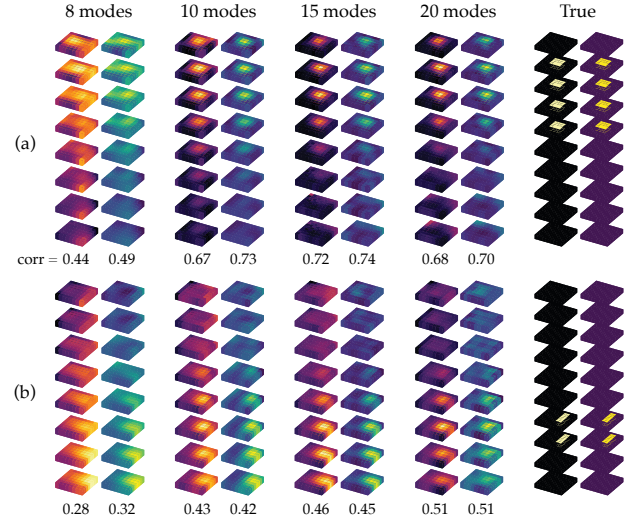 8 modes 10 modes 15 modes 20 modes True
(a)
corr = 0.44 0.49 0.67 0.73 0.72 0.74 0.68 0.70
(b)
0.28 0.32 0.43 0.42 0.46 0.45 0.51 0.51